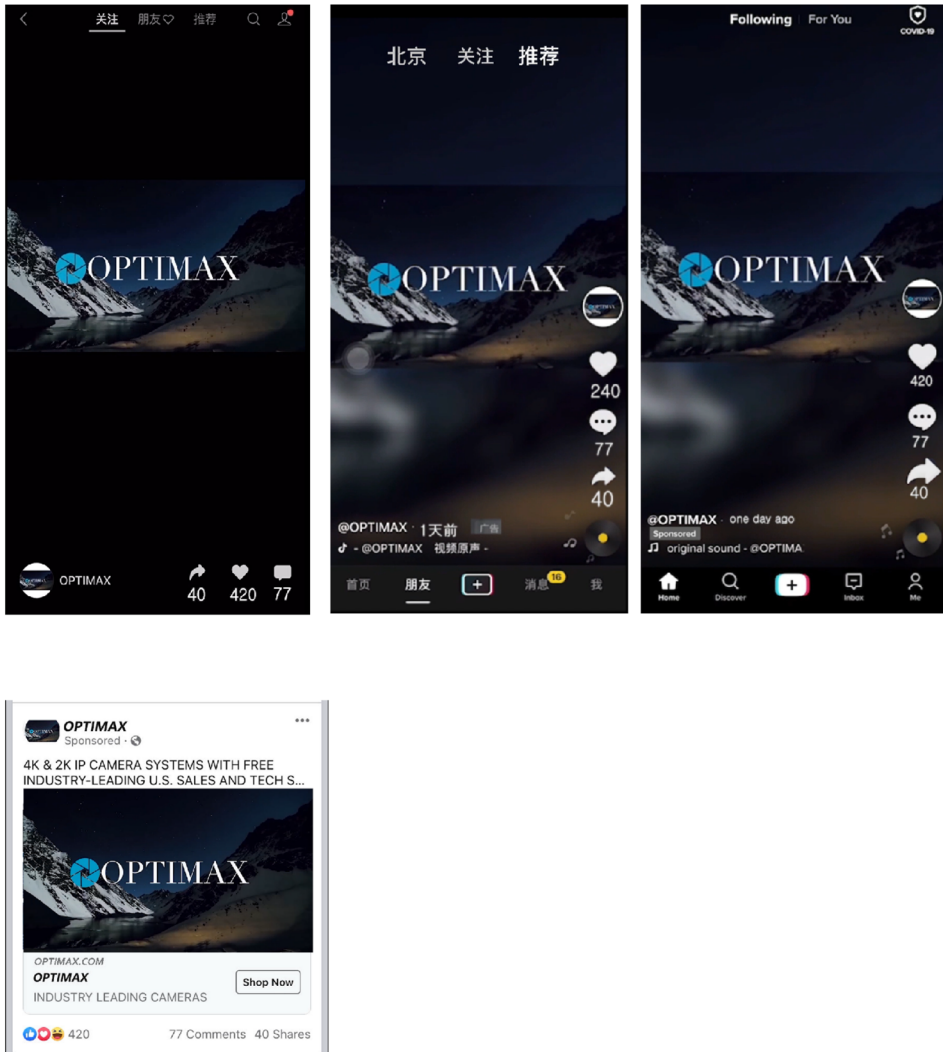 关注 朋友♡ 推荐
OPTIMAX
OPTIMAX
40 420 77
北京 关注 推荐
OPTIMAX
240
77
40
@OPTIMAX · 1天前 广告
- @OPTIMAX 视频原声 -
首页 朋友 + 消息 16 我
Following For You
COVID-19
OPTIMAX
420
77
40
@OPTIMAX · one day ago
Sponsored
original sound - @OPTIMA
Home Discover + Inbox Me
OPTIMAX
Sponsored ·
4K & 2K IP CAMERA SYSTEMS WITH FREE
INDUSTRY-LEADING U.S. SALES AND TECH S...
OPTIMAX
OPTIMAX.COM
OPTIMAX
Shop Now
INDUSTRY LEADING CAMERAS
420 77 Comments 40 Shares